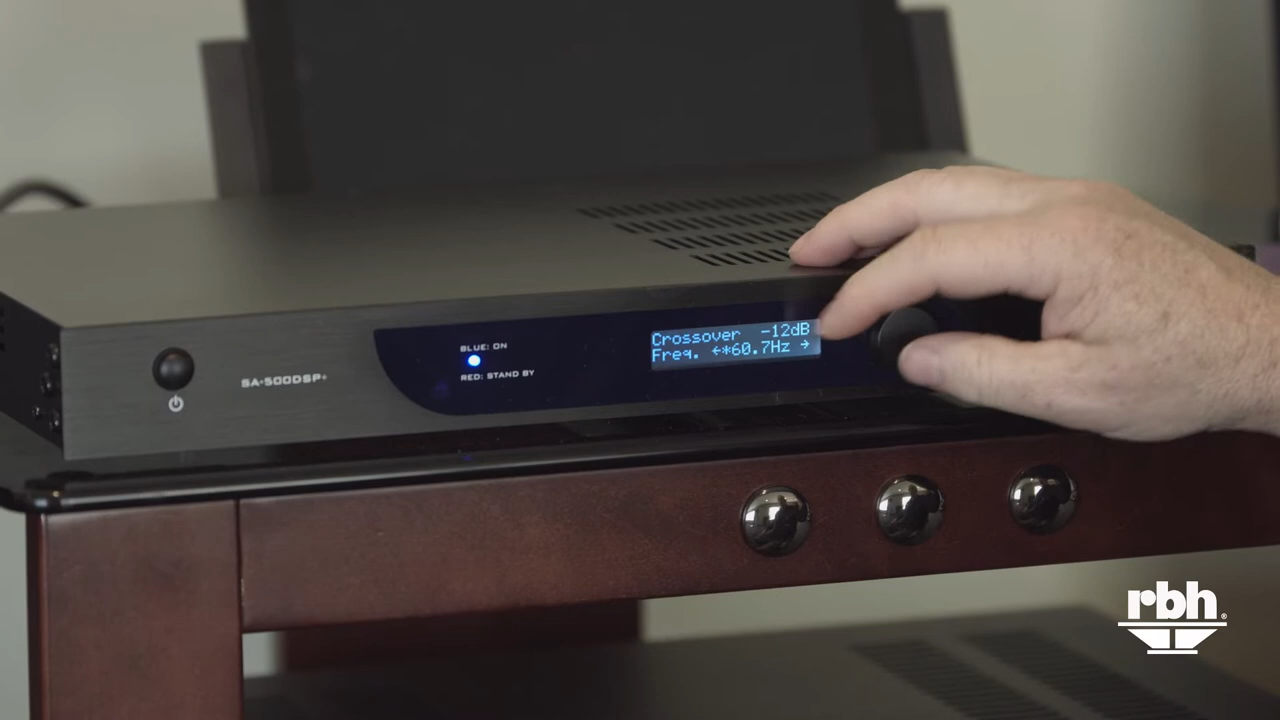 BLUE: ON
RED: STAND BY
SA-500DSP+
Crossover -12dB
Freq. ←*60.7Hz →
rbh®